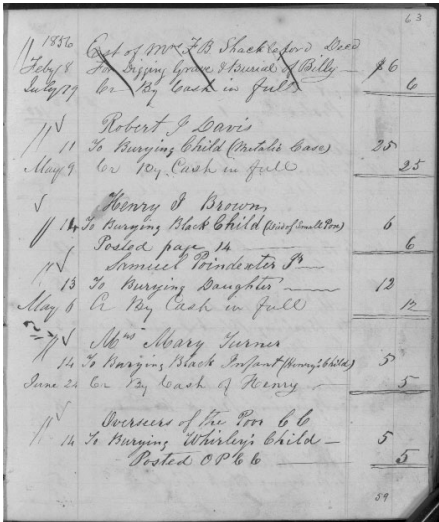 63
1856 Est of Mrs F B Shackleford Decd
Feby 8 For Digging Grave & Burial of Billy — $6
July 29 Cr By Cash in full 6
Robert J Davis
11 To Burying Child (Metalic Case) 25
May 9 Cr By Cash in full 25
Henry J Brown
14 To Burying Black Child (Died of Small Pox) 6
Posted page 14 — 6
Samuel Poindexter Sr
13 To Burying Daughter — 12
May 6 Cr By Cash in full 12
Mrs Mary Turner
14 To Burying Black Infant (Henry's Child) 5
June 24 Cr By Cash of Henry — 5
Overseers of the Poor C C
14 To Burying Whirley's Child — 5
Posted O P C C — 5
59